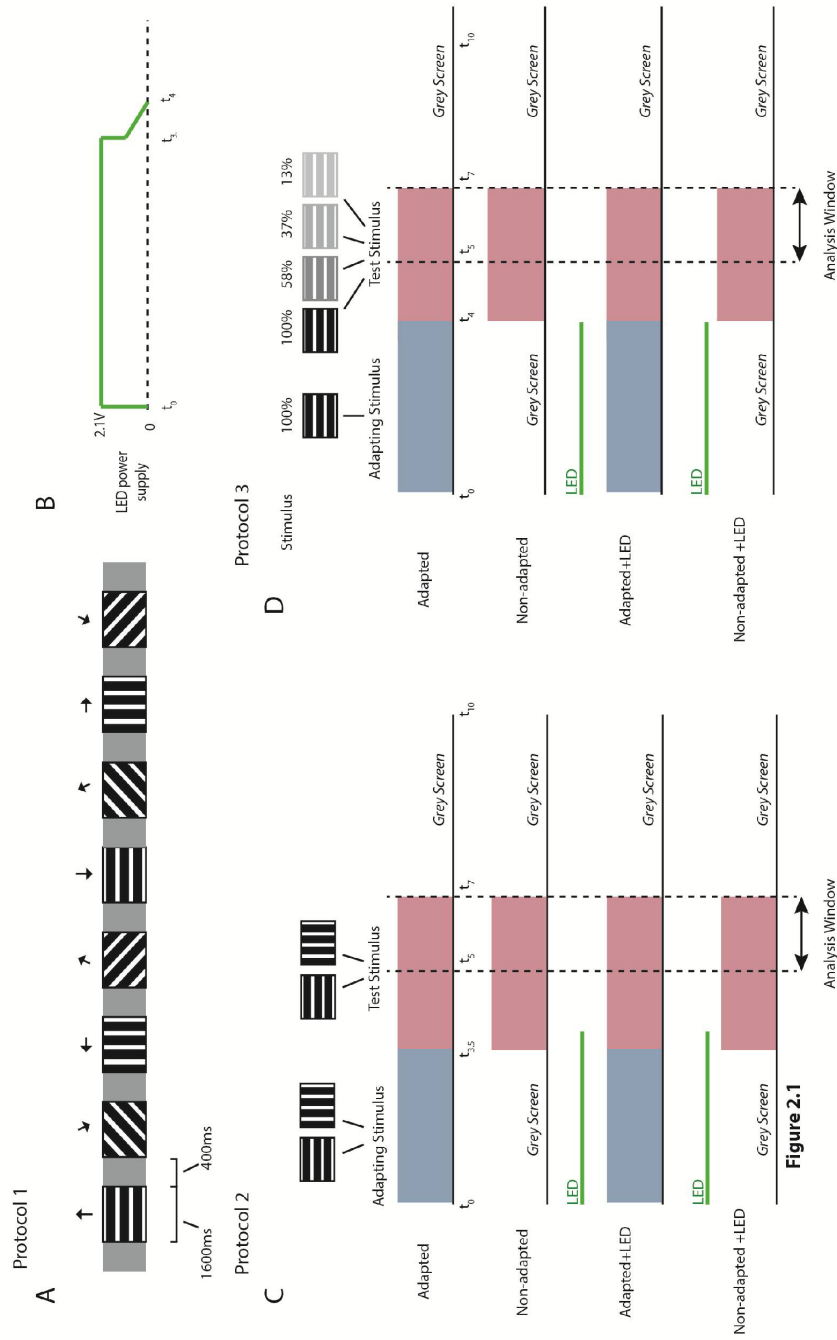 Protocol 1
A
1600ms
400ms
B
2.1V
LED power
supply
0
t0
t3
t4
Protocol 2
C
Adapting Stimulus
Test Stimulus
Adapted
Grey Screen
t0
t3.5
t5
t7
t10
Non-adapted
Grey Screen
Grey Screen
LED
Adapted+LED
Grey Screen
LED
Non-adapted +LED
Grey Screen
Grey Screen
Analysis Window
Protocol 3
D
Stimulus
100%
100%
58%
37%
13%
Adapting Stimulus
Test Stimulus
Adapted
Grey Screen
t0
t4
t5
t7
t10
Non-adapted
Grey Screen
Grey Screen
LED
Adapted+LED
Grey Screen
LED
Non-adapted +LED
Grey Screen
Grey Screen
Analysis Window
Figure 2.1